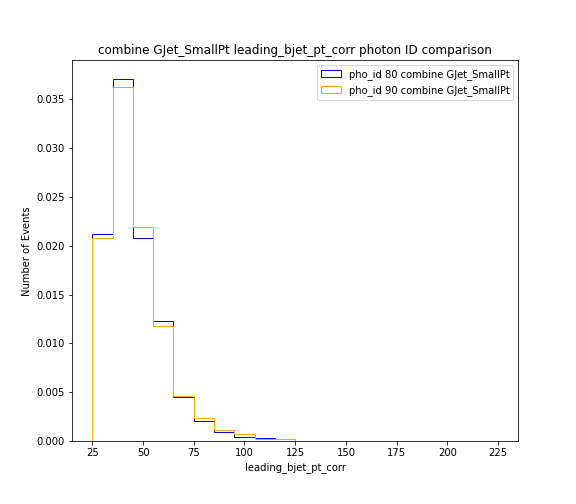 combine GJet_SmallPt leading_bjet_pt_corr photon ID comparison
pho_id 80 combine GJet_SmallPt
pho_id 90 combine GJet_SmallPt
Number of Events
0.035
0.030
0.025
0.020
0.015
0.010
0.005
0.000
25 50 75 100 125 150 175 200 225
leading_bjet_pt_corr